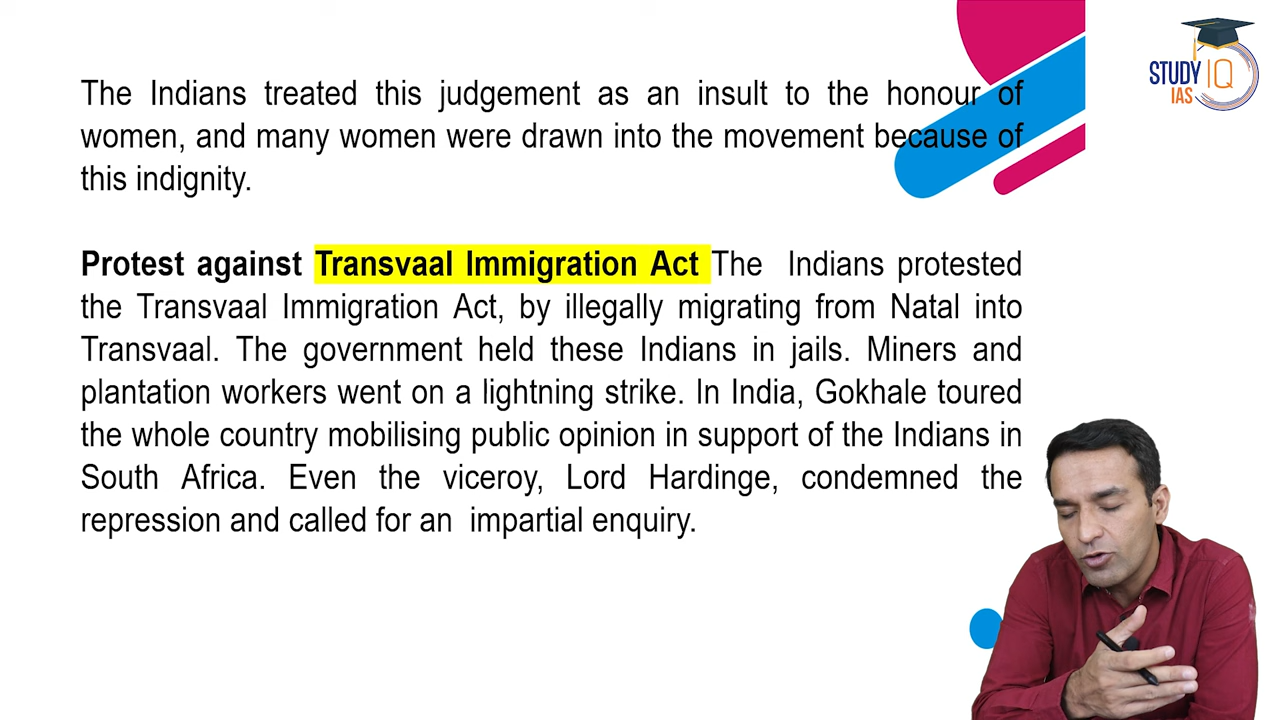 The Indians treated this judgement as an insult to the honour of
women, and many women were drawn into the movement because of
this indignity.
Protest against Transvaal Immigration Act The Indians protested
the Transvaal Immigration Act, by illegally migrating from Natal into
Transvaal. The government held these Indians in jails. Miners and
plantation workers went on a lightning strike. In India, Gokhale toured
the whole country mobilising public opinion in support of the Indians in
South Africa. Even the viceroy, Lord Hardinge, condemned the
repression and called for an impartial enquiry.
STUDY IQ
IAS